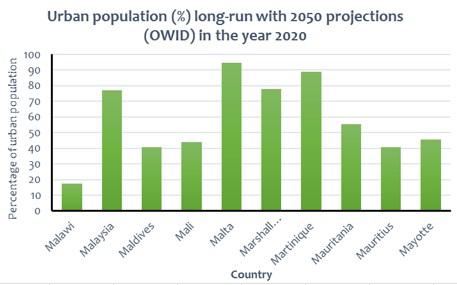 Urban population (%) long-run with 2050 projections
(OWID) in the year 2020
Percentage of urban population
100
90
80
70
60
50
40
30
20
10
0
Malawi
Malaysia
Maldives
Mali
Malta
Marshall...
Martinique
Mauritania
Mauritius
Mayotte
Country